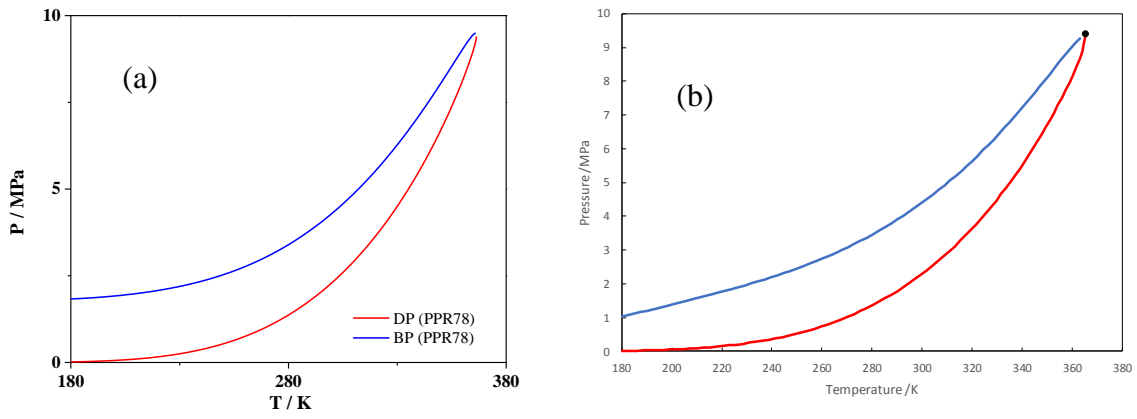 (a)
10
5
0
180
280
380
P / MPa
T / K
DP (PPR78)
BP (PPR78)
(b)
10
9
8
7
6
5
4
3
2
1
0
180 200 220 240 260 280 300 320 340 360 380
Pressure /MPa
Temperature /K